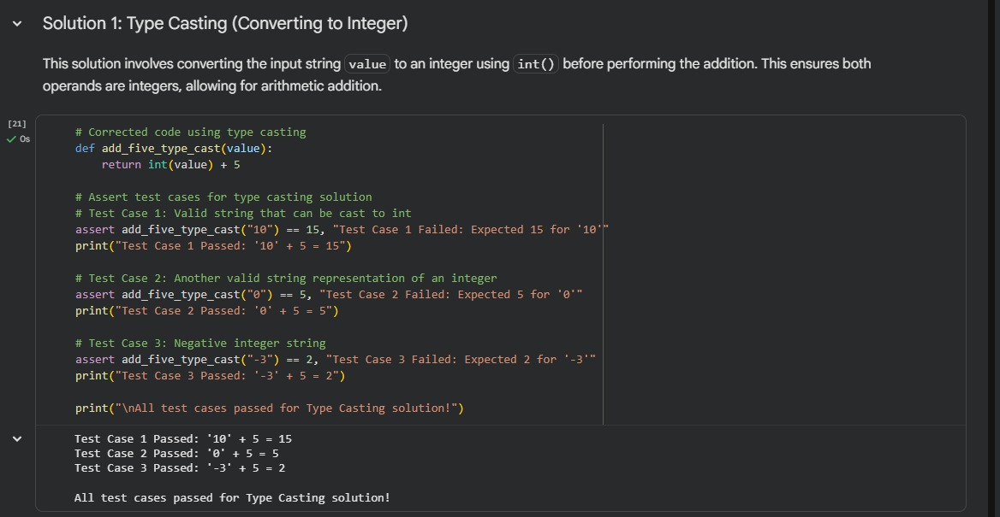 Solution 1: Type Casting (Converting to Integer)
This solution involves converting the input string value to an integer using int() before performing the addition. This ensures both
operands are integers, allowing for arithmetic addition.
[21]
0s
# Corrected code using type casting
def add_five_type_cast(value):
    return int(value) + 5
# Assert test cases for type casting solution
# Test Case 1: Valid string that can be cast to int
assert add_five_type_cast("10") == 15, "Test Case 1 Failed: Expected 15 for '10'"
print("Test Case 1 Passed: '10' + 5 = 15")
# Test Case 2: Another valid string representation of an integer
assert add_five_type_cast("0") == 5, "Test Case 2 Failed: Expected 5 for '0'"
print("Test Case 2 Passed: '0' + 5 = 5")
# Test Case 3: Negative integer string
assert add_five_type_cast("-3") == 2, "Test Case 3 Failed: Expected 2 for '-3'"
print("Test Case 3 Passed: '-3' + 5 = 2")
print("\nAll test cases passed for Type Casting solution!")
Test Case 1 Passed: '10' + 5 = 15
Test Case 2 Passed: '0' + 5 = 5
Test Case 3 Passed: '-3' + 5 = 2
All test cases passed for Type Casting solution!